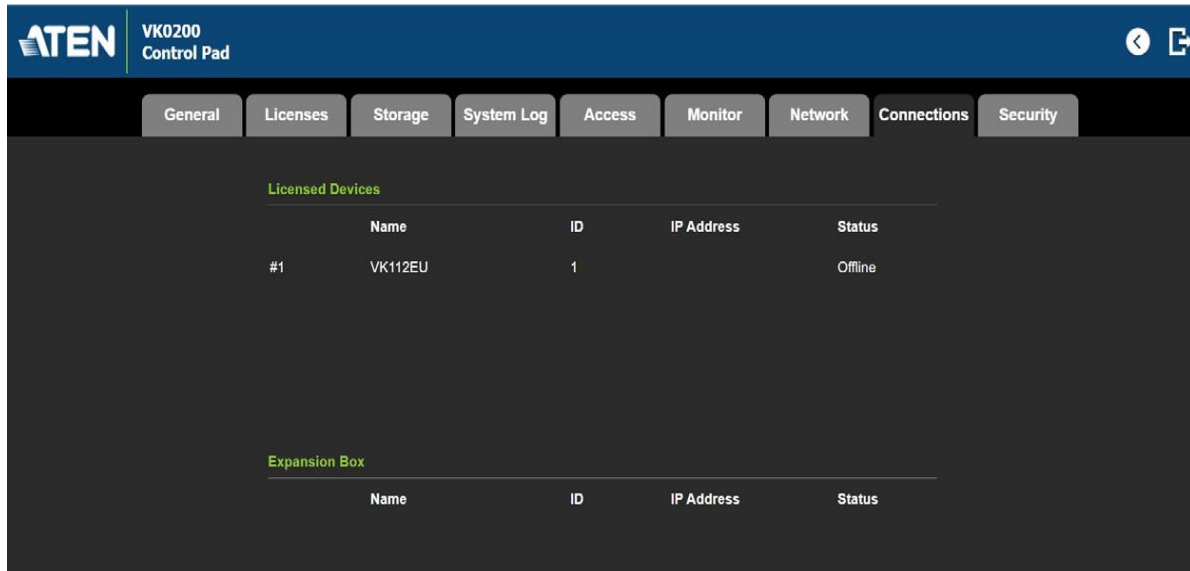 ATEN
VK0200
Control Pad
General Licenses Storage System Log Access Monitor Network Connections Security
Licensed Devices
Name ID IP Address Status
#1 VK112EU 1 Offline
Expansion Box
Name ID IP Address Status